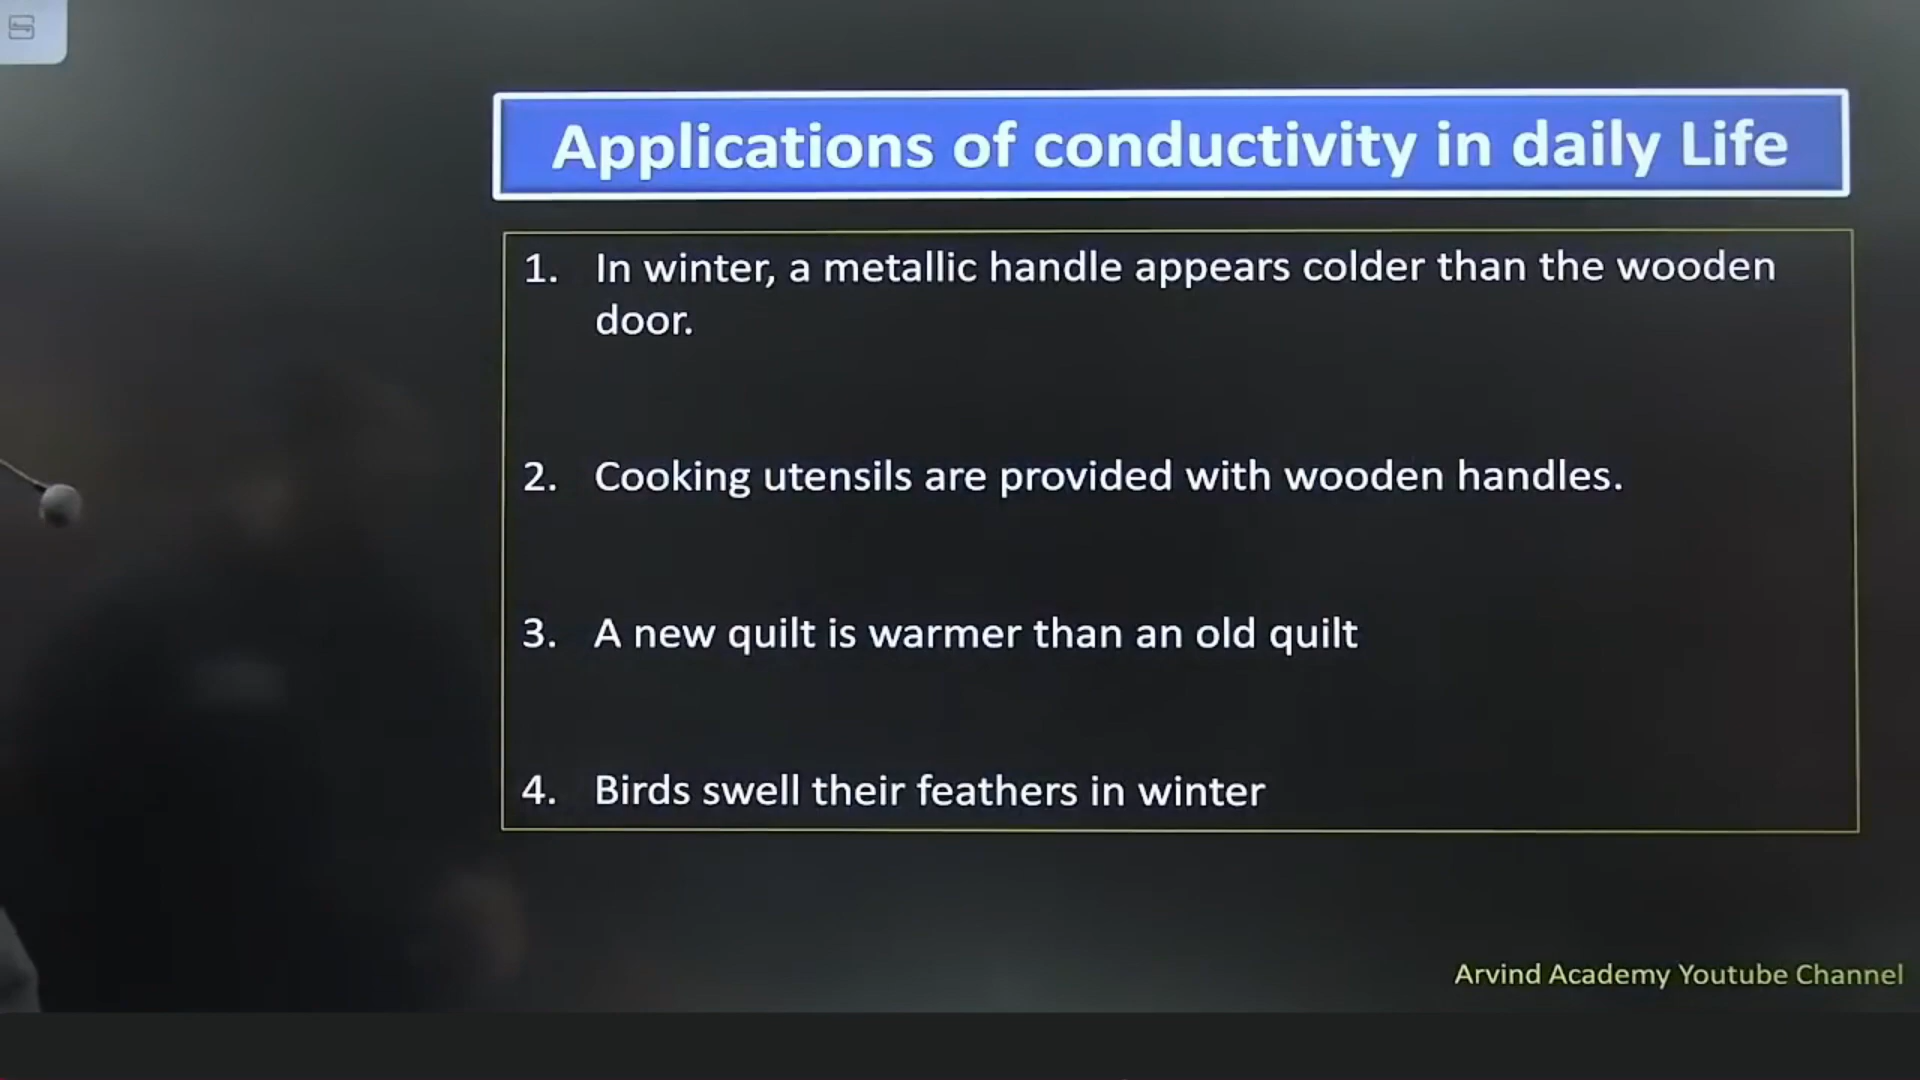 Applications of conductivity in daily Life
1. In winter, a metallic handle appears colder than the wooden
door.
2. Cooking utensils are provided with wooden handles.
3. A new quilt is warmer than an old quilt
4. Birds swell their feathers in winter
Arvind Academy Youtube Channel